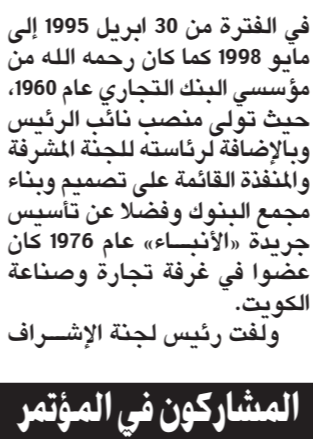 في الفترة من 30 ابريل 1995 إلى
مايو 1998 كما كان رحمه الله من
مؤسسي البنك التجاري عام 1960،
حيث تولى منصب نائب الرئيس
وبالإضافة لرئاسته للجنة المشرفة
والمنفذة القائمة على تصميم وبناء
مجمع البنوك وفضلا عن تأسيس
جريدة «الأنبـــاء» عام 1976 كان
عضوا في غرفة تجارة وصناعة
الكويت.
ولفت رئيس لجنة الإشـــراف
المشاركون في المؤتمر